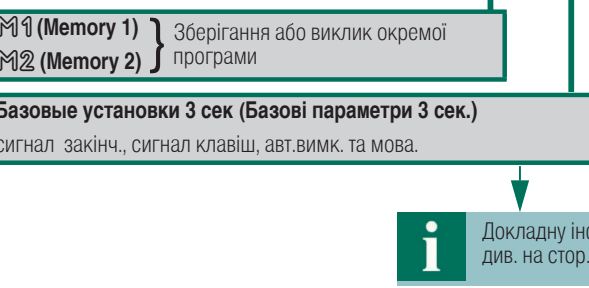 M1 (Memory 1)
M2 (Memory 2)
Зберігання або виклик окремої
програми
Базовые установки 3 сек (Базові параметри 3 сек.)
сигнал закінч., сигнал клавіш, авт.вимк. та мова.
i
Докладну
див. на стор.